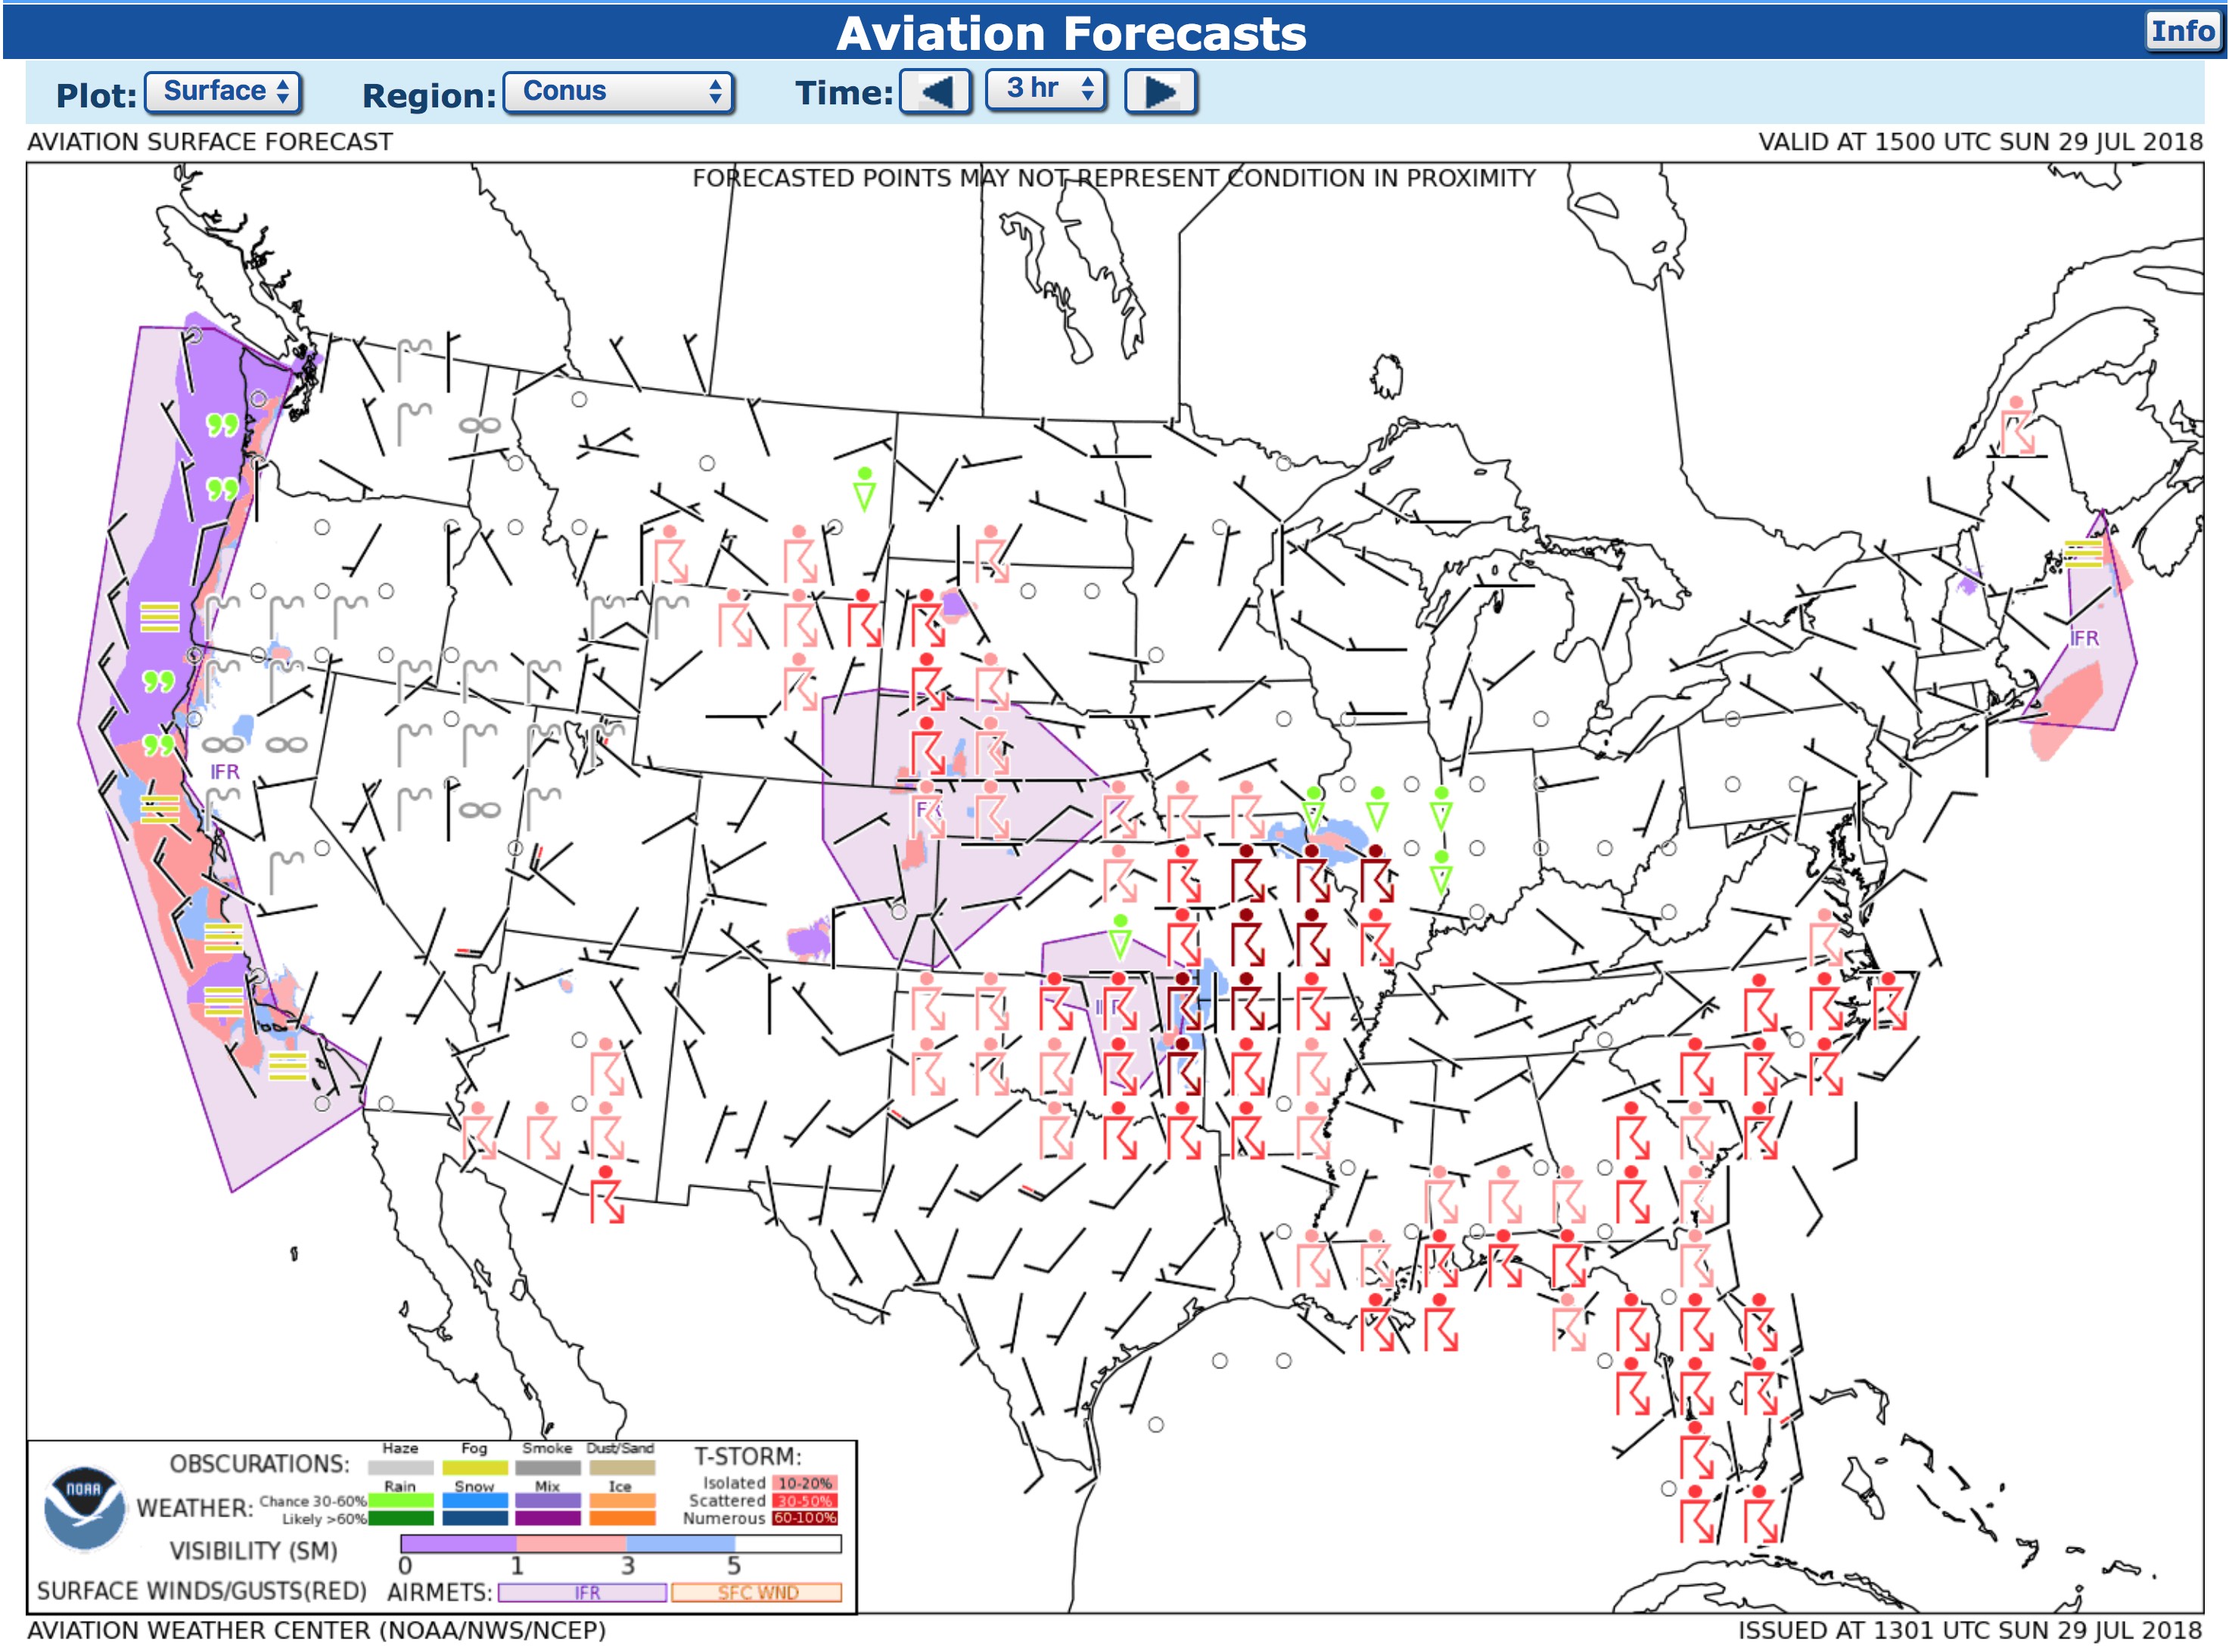 Aviation Forecasts
Info
Plot: Surface Region: Conus Time: 3 hr
AVIATION SURFACE FORECAST VALID AT 1500 UTC SUN 29 JUL 2018
FORECASTED POINTS MAY NOT REPRESENT CONDITION IN PROXIMITY
IFR
IFR
IFR
IFR
OBSCURATIONS: Haze Fog Smoke Dust/Sand
WEATHER: Rain Snow Mix Ice
Chance 30-60%
Likely >60%
T-STORM:
Isolated 10-20%
Scattered 30-50%
Numerous 60-100%
NOAA
VISIBILITY (SM)
0 1 3 5
SURFACE WINDS/GUSTS(RED) AIRMETS: IFR SFC WND
AVIATION WEATHER CENTER (NOAA/NWS/NCEP) ISSUED AT 1301 UTC SUN 29 JUL 2018